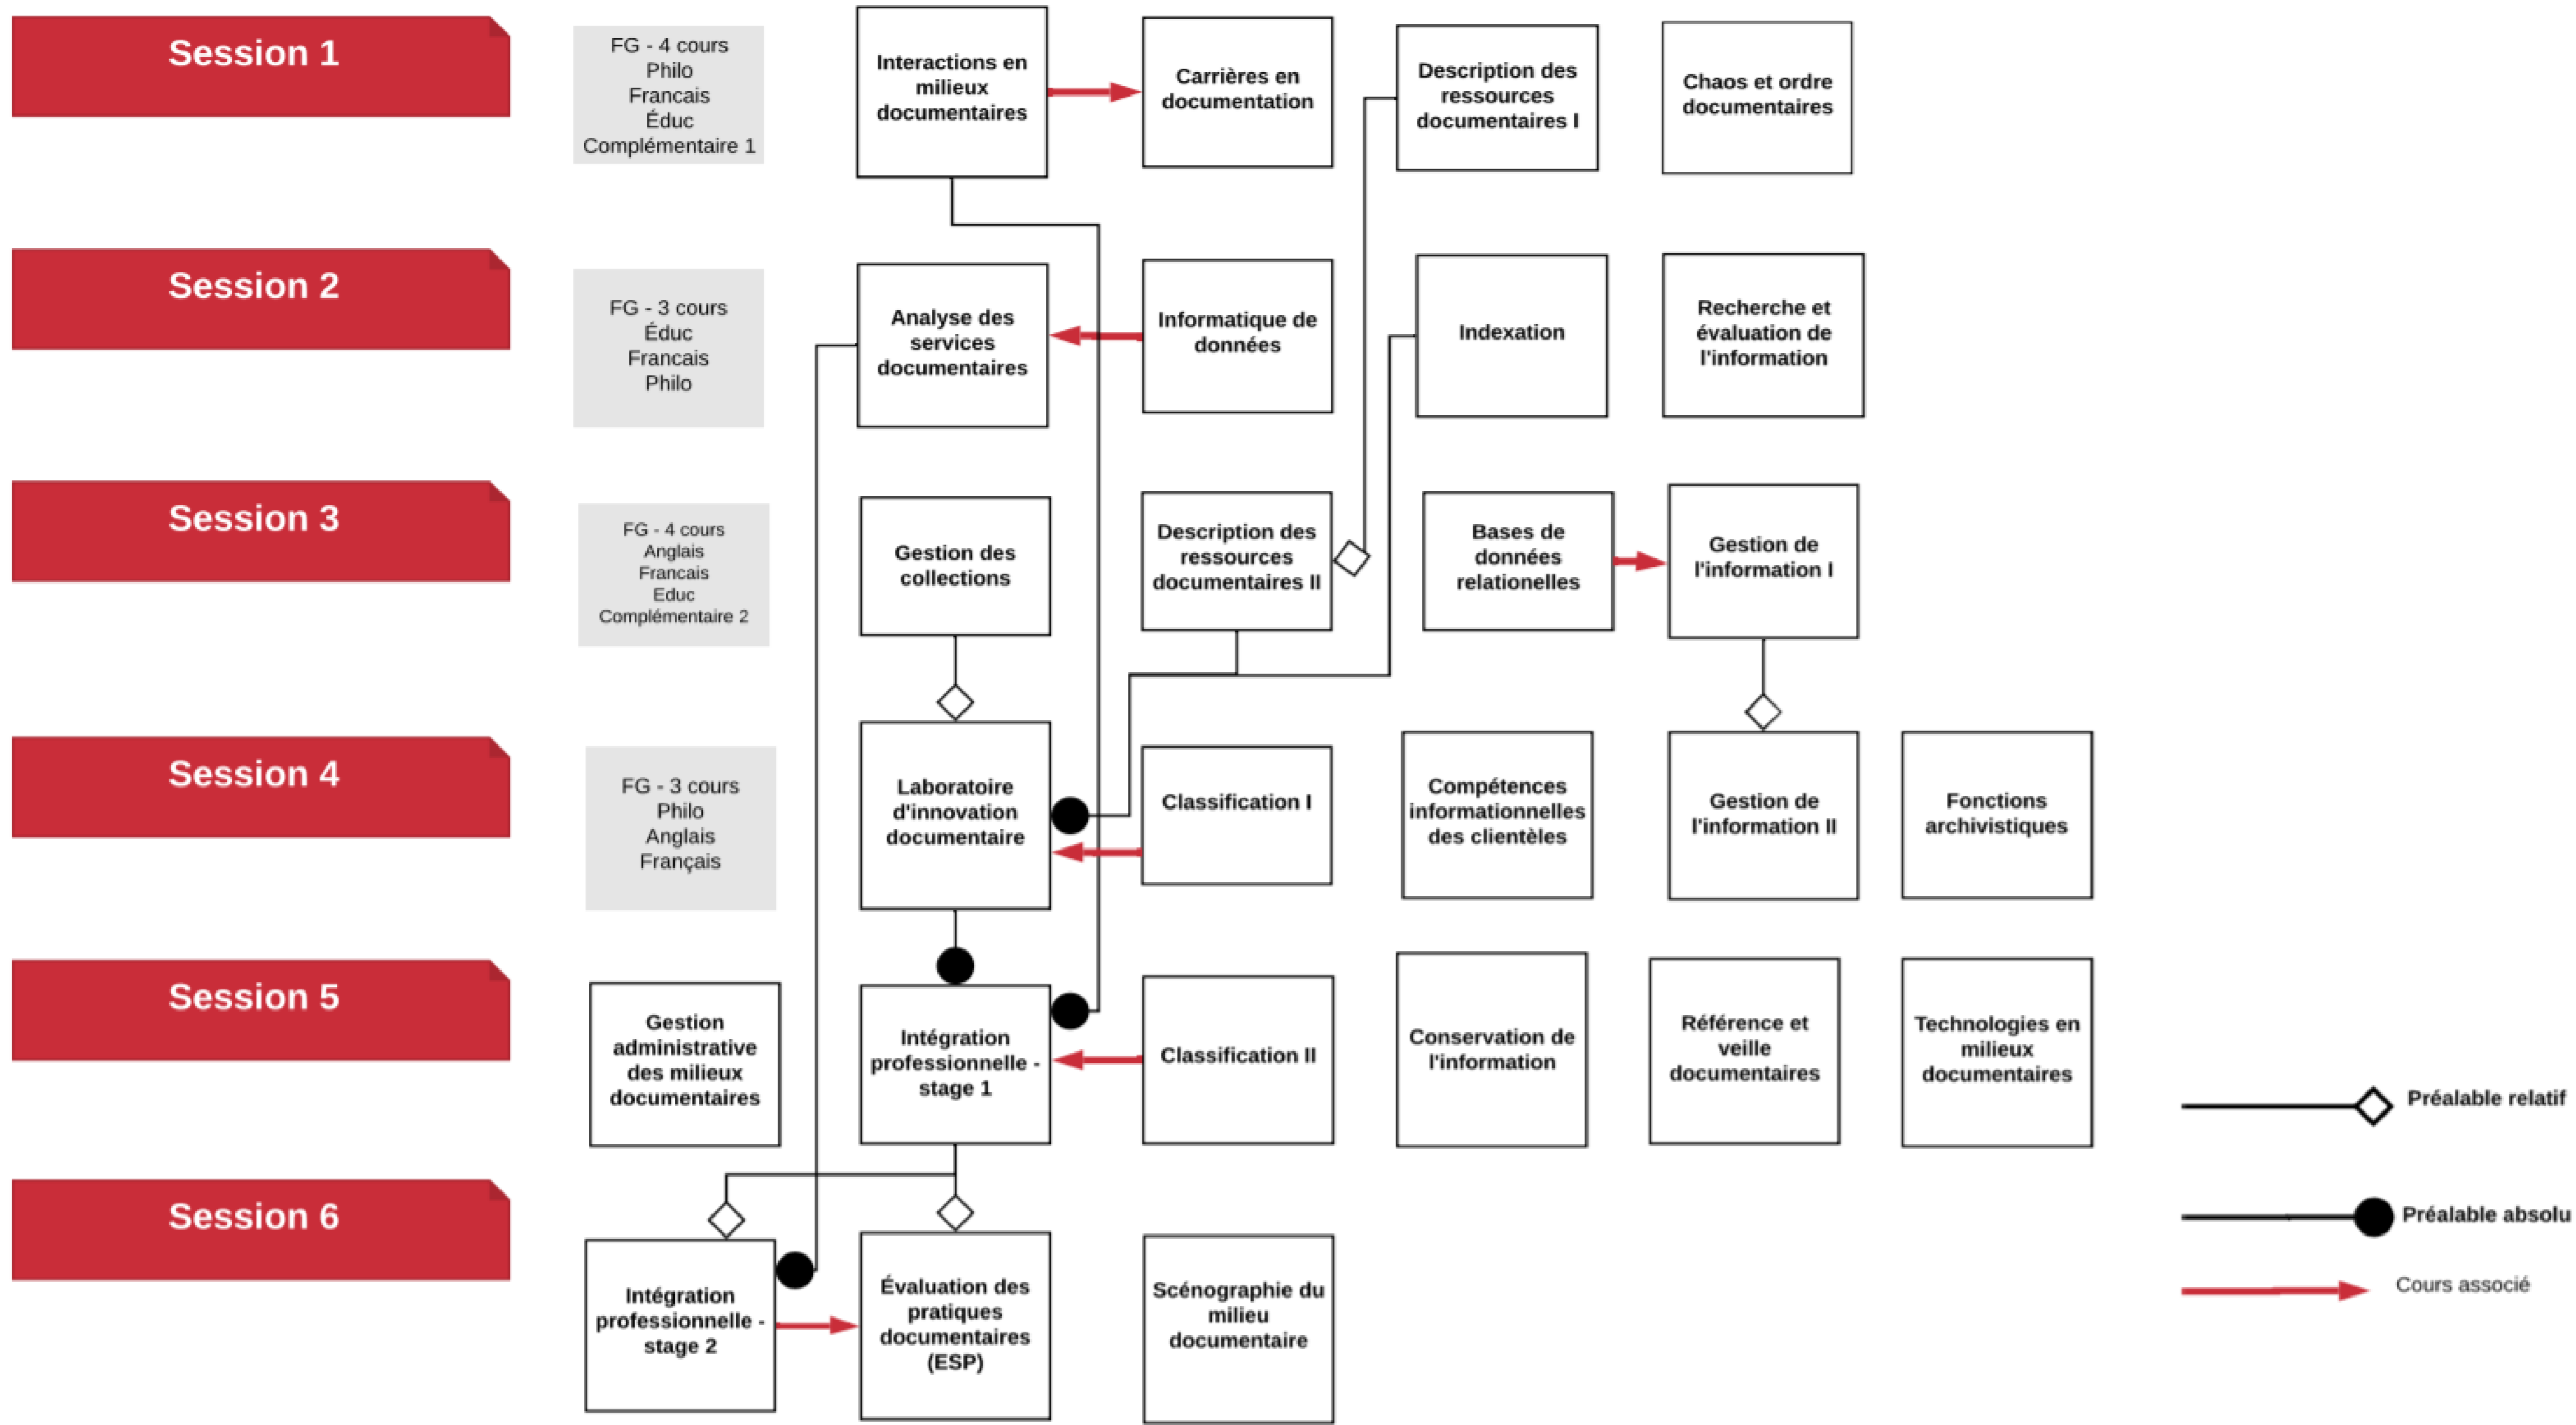 Session 1
FG - 4 cours
Philo
Francais
Éduc
Complémentaire 1
Interactions en
milieux
documentaires
Carrières en
documentation
Description des
ressources
documentaires I
Chaos et ordre
documentaires
Session 2
FG - 3 cours
Éduc
Francais
Philo
Analyse des
services
documentaires
Informatique de
données
Indexation
Recherche et
évaluation de
l'information
Session 3
FG - 4 cours
Anglais
Francais
Educ
Complémentaire 2
Gestion des
collections
Description des
ressources
documentaires II
Bases de
données
relationelles
Gestion de
l'information I
Session 4
FG - 3 cours
Philo
Anglais
Français
Laboratoire
d'innovation
documentaire
Classification I
Compétences
informationnelles
des clientèles
Gestion de
l'information II
Fonctions
archivistiques
Session 5
Gestion
administrative
des milieux
documentaires
Intégration
professionnelle -
stage 1
Classification II
Conservation de
l'information
Référence et
veille
documentaires
Technologies en
milieux
documentaires
Session 6
Intégration
professionnelle -
stage 2
Évaluation des
pratiques
documentaires
(ESP)
Scénographie du
milieu
documentaire
Préalable relatif
Préalable absolu
Cours associé